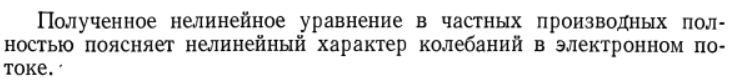 Полученное нелинейное уравнение в частных производных пол-
ностью поясняет нелинейный характер колебаний в электронном по-
токе.